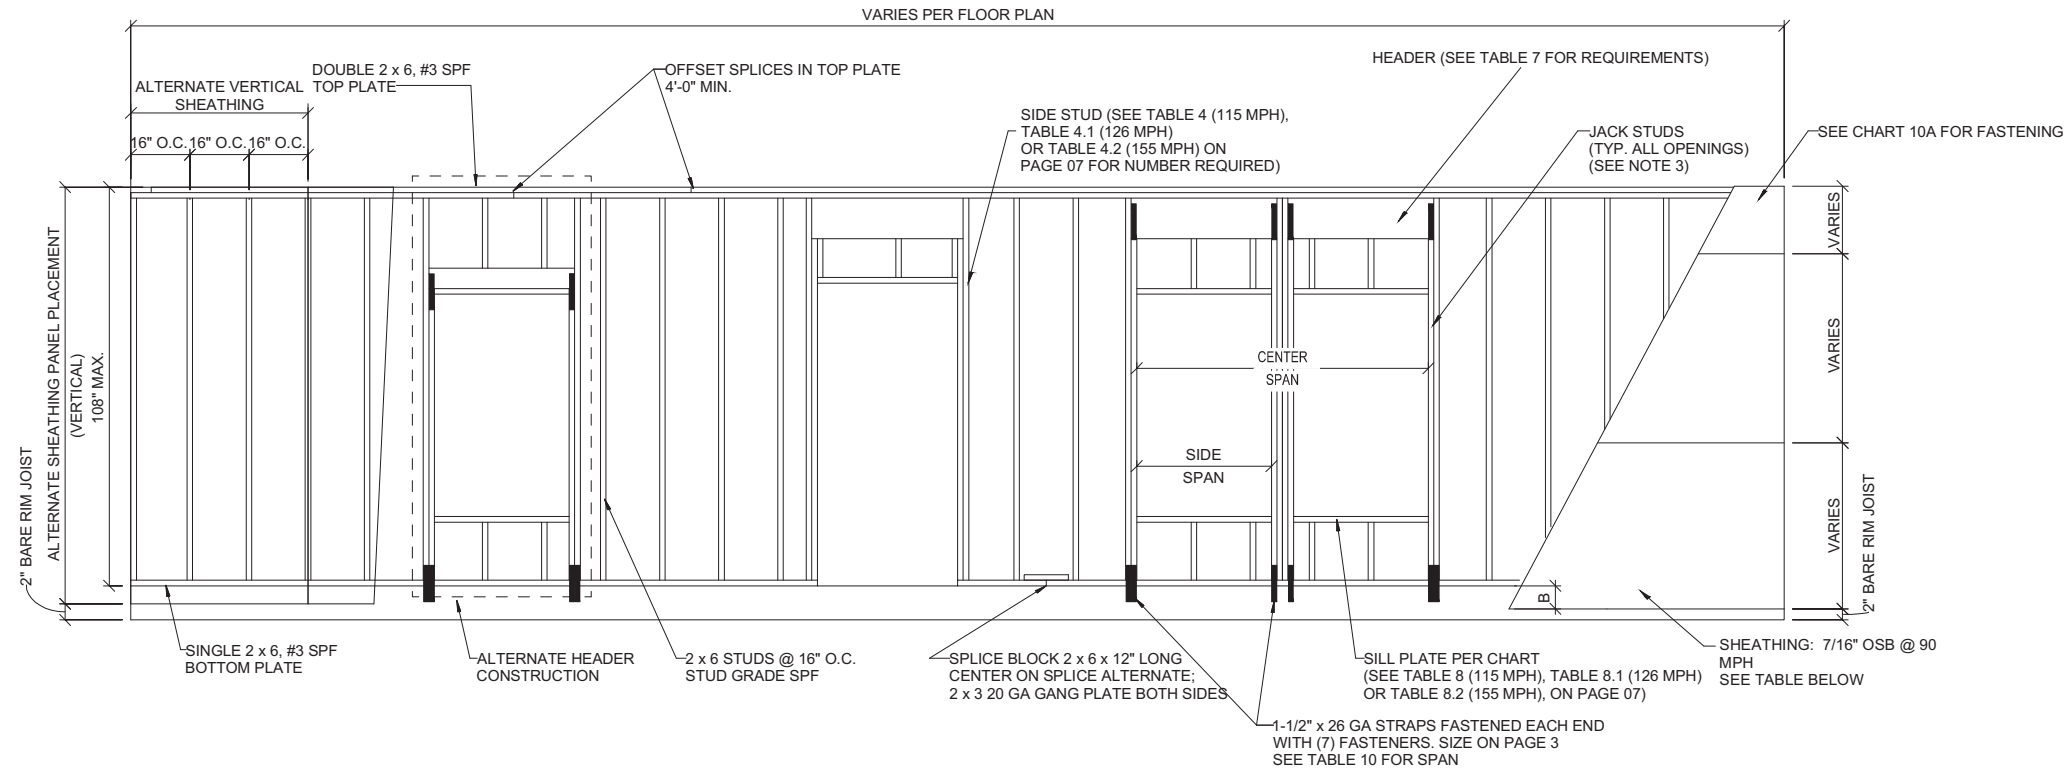 VARIES PER FLOOR PLAN
ALTERNATE VERTICAL
SHEATHING
16" O.C. 16" O.C. 16" O.C.
DOUBLE 2 x 6, #3 SPF
TOP PLATE
OFFSET SPLICES IN TOP PLATE
4'-0" MIN.
SIDE STUD (SEE TABLE 4 (115 MPH),
TABLE 4.1 (126 MPH)
OR TABLE 4.2 (155 MPH) ON
PAGE 07 FOR NUMBER REQUIRED)
HEADER (SEE TABLE 7 FOR REQUIREMENTS)
JACK STUDS
(TYP. ALL OPENINGS)
(SEE NOTE 3)
SEE CHART 10A FOR FASTENING
2" BARE RIM JOIST
ALTERNATE SHEATHING PANEL PLACEMENT
(VERTICAL)
108" MAX.
CENTER
SPAN
SIDE
SPAN
VARIES
VARIES
VARIES
B
2" BARE RIM JOIST
SINGLE 2 x 6, #3 SPF
BOTTOM PLATE
ALTERNATE HEADER
CONSTRUCTION
2 x 6 STUDS @ 16" O.C.
STUD GRADE SPF
SPLICE BLOCK 2 x 6 x 12" LONG
CENTER ON SPLICE ALTERNATE;
2 x 3 20 GA GANG PLATE BOTH SIDES
1-1/2" x 26 GA STRAPS FASTENED EACH END
WITH (7) FASTENERS. SIZE ON PAGE 3
SEE TABLE 10 FOR SPAN
SILL PLATE PER CHART
(SEE TABLE 8 (115 MPH), TABLE 8.1 (126 MPH)
OR TABLE 8.2 (155 MPH), ON PAGE 07)
SHEATHING: 7/16" OSB @ 90
MPH
SEE TABLE BELOW